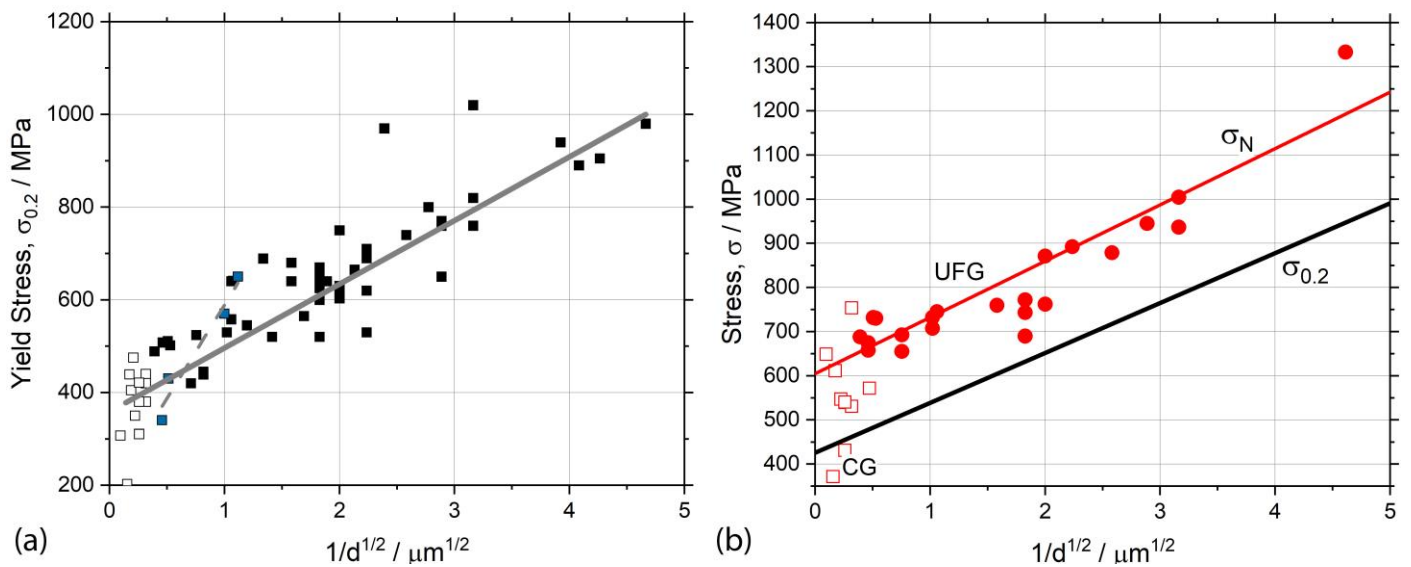 1200
1000
800
600
400
200
Yield Stress, σ0.2 / MPa
0 1 2 3 4 5
(a)
1/d1/2 / μm1/2
1400
1300
1200
1100
1000
900
800
700
600
500
400
Stress, σ / MPa
σN
UFG
σ0.2
CG
0 1 2 3 4 5
(b)
1/d1/2 / μm1/2